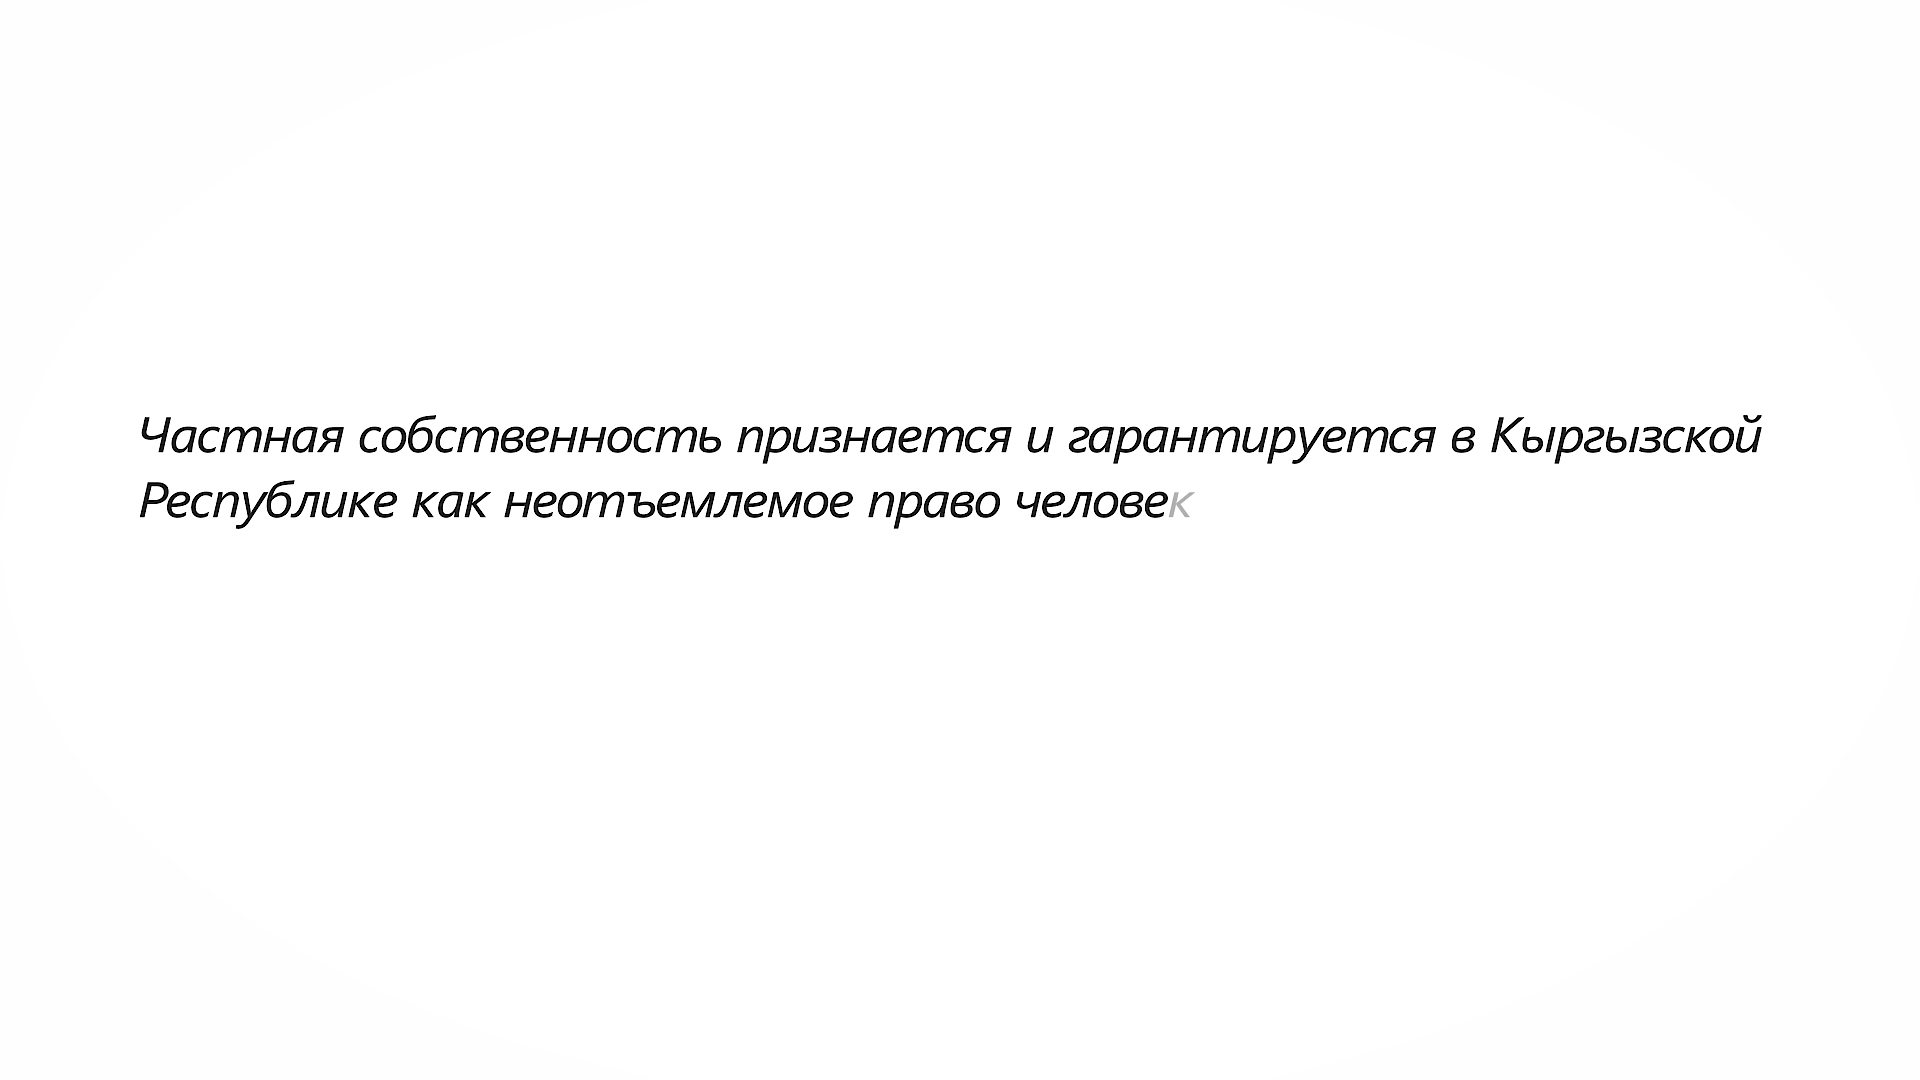 Частная собственность признается и гарантируется в Кыргызской
Республике как неотъемлемое право человек